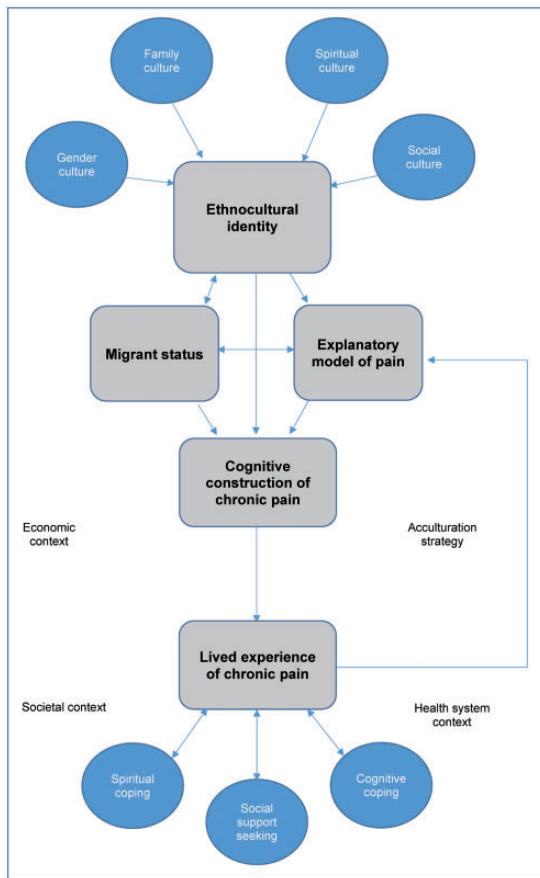 Family
culture
Spiritual
culture
Gender
culture
Social
culture
Ethnocultural
identity
Migrant status
Explanatory
model of pain
Cognitive
construction of
chronic pain
Economic
context
Acculturation
strategy
Lived experience
of chronic pain
Societal context
Health system
context
Spiritual
coping
Social
support
seeking
Cognitive
coping